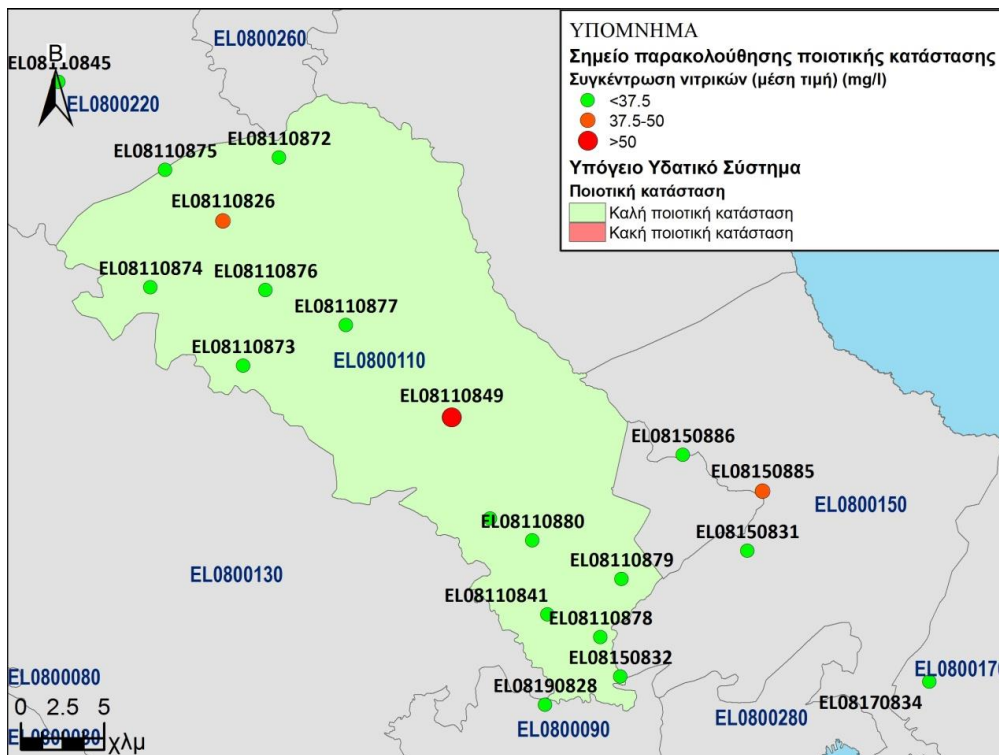 ΥΠΟΜΝΗΜΑ
Σημείο παρακολούθησης ποιοτικής κατάστασης
Συγκέντρωση νιτρικών (μέση τιμή) (mg/l)
<37.5
37.5-50
>50
Υπόγειο Υδατικό Σύστημα
Ποιοτική κατάσταση
Καλή ποιοτική κατάσταση
Κακή ποιοτική κατάσταση
EL0800260
B
EL08110845
EL0800220
EL08110872
EL08110875
EL08110826
EL08110874
EL08110876
EL08110877
EL08110873
EL0800110
EL08110849
EL08150886
EL08150885
EL0800150
EL08110880
EL08150831
EL08110879
EL0800130
EL08110841
EL08110878
EL08150832
EL0800080
EL08190828
EL0800170
EL08170834
0 2.5 5
EL0800090
EL0800280
EL0800080
χλμ